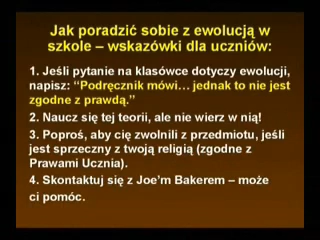 Jak poradzić sobie z ewolucją w
szkole – wskazówki dla uczniów:
1. Jeśli pytanie na klasówce dotyczy ewolucji,
napisz: “Podręcznik mówi… jednak to nie jest
zgodne z prawdą.”
2. Naucz się tej teorii, ale nie wierz w nią!
3. Poproś, aby cię zwolnili z przedmiotu, jeśli
jest sprzeczny z twoją religią (zgodne z
Prawami Ucznia).
4. Skontaktuj się z Joe’m Bakerem – może
ci pomóc.